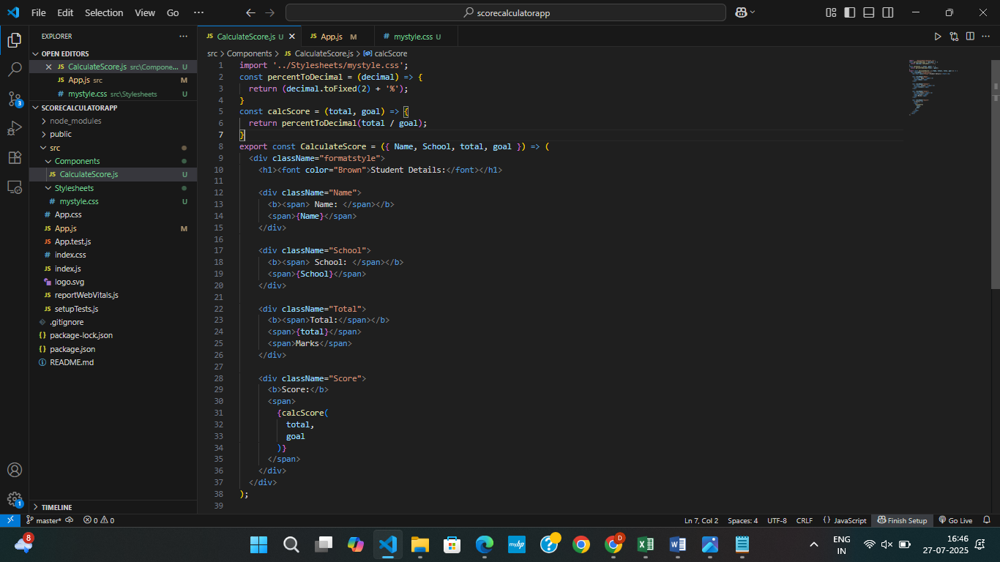 File Edit Selection View Go ···
scorecalculatorapp
EXPLORER
OPEN EDITORS
CalculateScore.js src\Compone... U
JS App.js src M
# mystyle.css src\Stylesheets U
SCORECALCULATORAPP
node_modules
public
src
Components
JS CalculateScore.js U
Stylesheets
# mystyle.css U
# App.css
JS App.js M
JS App.test.js
# index.css
JS index.js
logo.svg
JS reportWebVitals.js
JS setupTests.js
.gitignore
{} package-lock.json
{} package.json
README.md
TIMELINE
3
1
JS CalculateScore.js U
JS App.js M
# mystyle.css U
src > Components > JS CalculateScore.js > calcScore
1 import '../Stylesheets/mystyle.css';
2 const percentToDecimal = (decimal) => {
3 return (decimal.toFixed(2) + '%');
4 }
5 const calcScore = (total, goal) => {
6 return percentToDecimal(total / goal);
7 }
8 export const CalculateScore = ({ Name, School, total, goal }) => (
9 <div className="formatstyle">
10 <h1><font color="Brown">Student Details:</font></h1>
11
12 <div className="Name">
13 <b><span> Name: </span></b>
14 <span>{Name}</span>
15 </div>
16
17 <div className="School">
18 <b><span> School: </span></b>
19 <span>{School}</span>
20 </div>
21
22 <div className="Total">
23 <b><span>Total:</span></b>
24 <span>{total}</span>
25 <span>Marks</span>
26 </div>
27
28 <div className="Score">
29 <b>Score:</b>
30 <span>
31 {calcScore(
32 total,
33 goal
34 )}
35 </span>
36 </div>
37 </div>
38 );
39
master* 0 0
Ln 7, Col 2 Spaces: 4 UTF-8 CRLF {} JavaScript Finish Setup Go Live
8
myhp
D
ENG
IN
16:46
27-07-2025